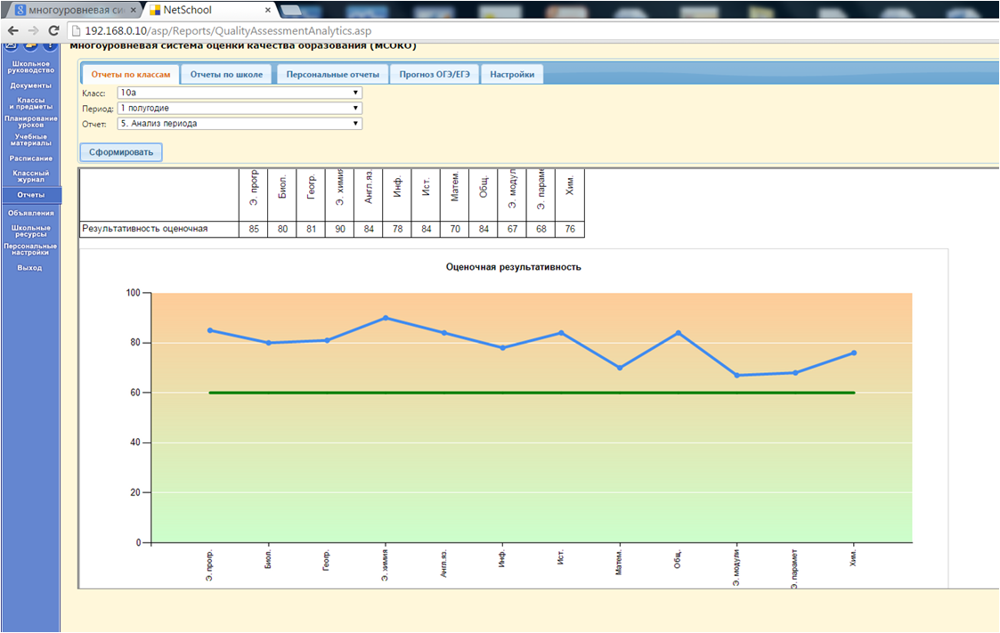 многоуровневая си
NetSchool
192.168.0.10/asp/Reports/QualityAssessmentAnalytics.asp
многоуровневая система оценки качества образования (МСОКО)
Школьное
руководство
Документы
Классы
и предметы
Планирование
уроков
Учебные
материалы
Расписание
Классный
журнал
Отчеты
Объявления
Школьные
ресурсы
Персональные
настройки
Выход
Отчеты по классам
Отчеты по школе
Персональные отчеты
Прогноз ОГЭ/ЕГЭ
Настройки
Класс: 10а
Период: 1 полугодие
Отчет: 5. Анализ периода
Сформировать
Э. прогр Биол. Геогр. Э. химия Англ.яз. Инф. Ист. Матем. Общ. Э. модул Э. параме Хим.
Результативность оценочная 85 80 81 90 84 78 84 70 84 67 68 76
Оценочная результативность
100
80
60
40
20
0
Э. прогр. Биол. Геогр. Э. химия Англ.яз. Инф. Ист. Матем. Общ. Э. модули Э. парамет Хим.